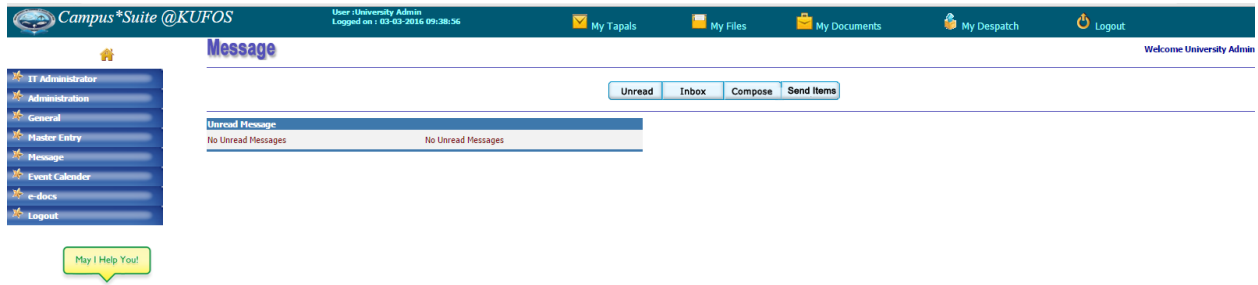 Campus*Suite @KUFOS
User :University Admin
Logged on : 03-03-2016 09:38:56
My Tapals
My Files
My Documents
My Despatch
Logout
Message
Welcome University Admin
IT Administrator
Administration
General
Master Entry
Message
Event Calender
e-docs
Logout
Unread Inbox Compose Send Items
Unread Message
No Unread Messages No Unread Messages
May I Help You!